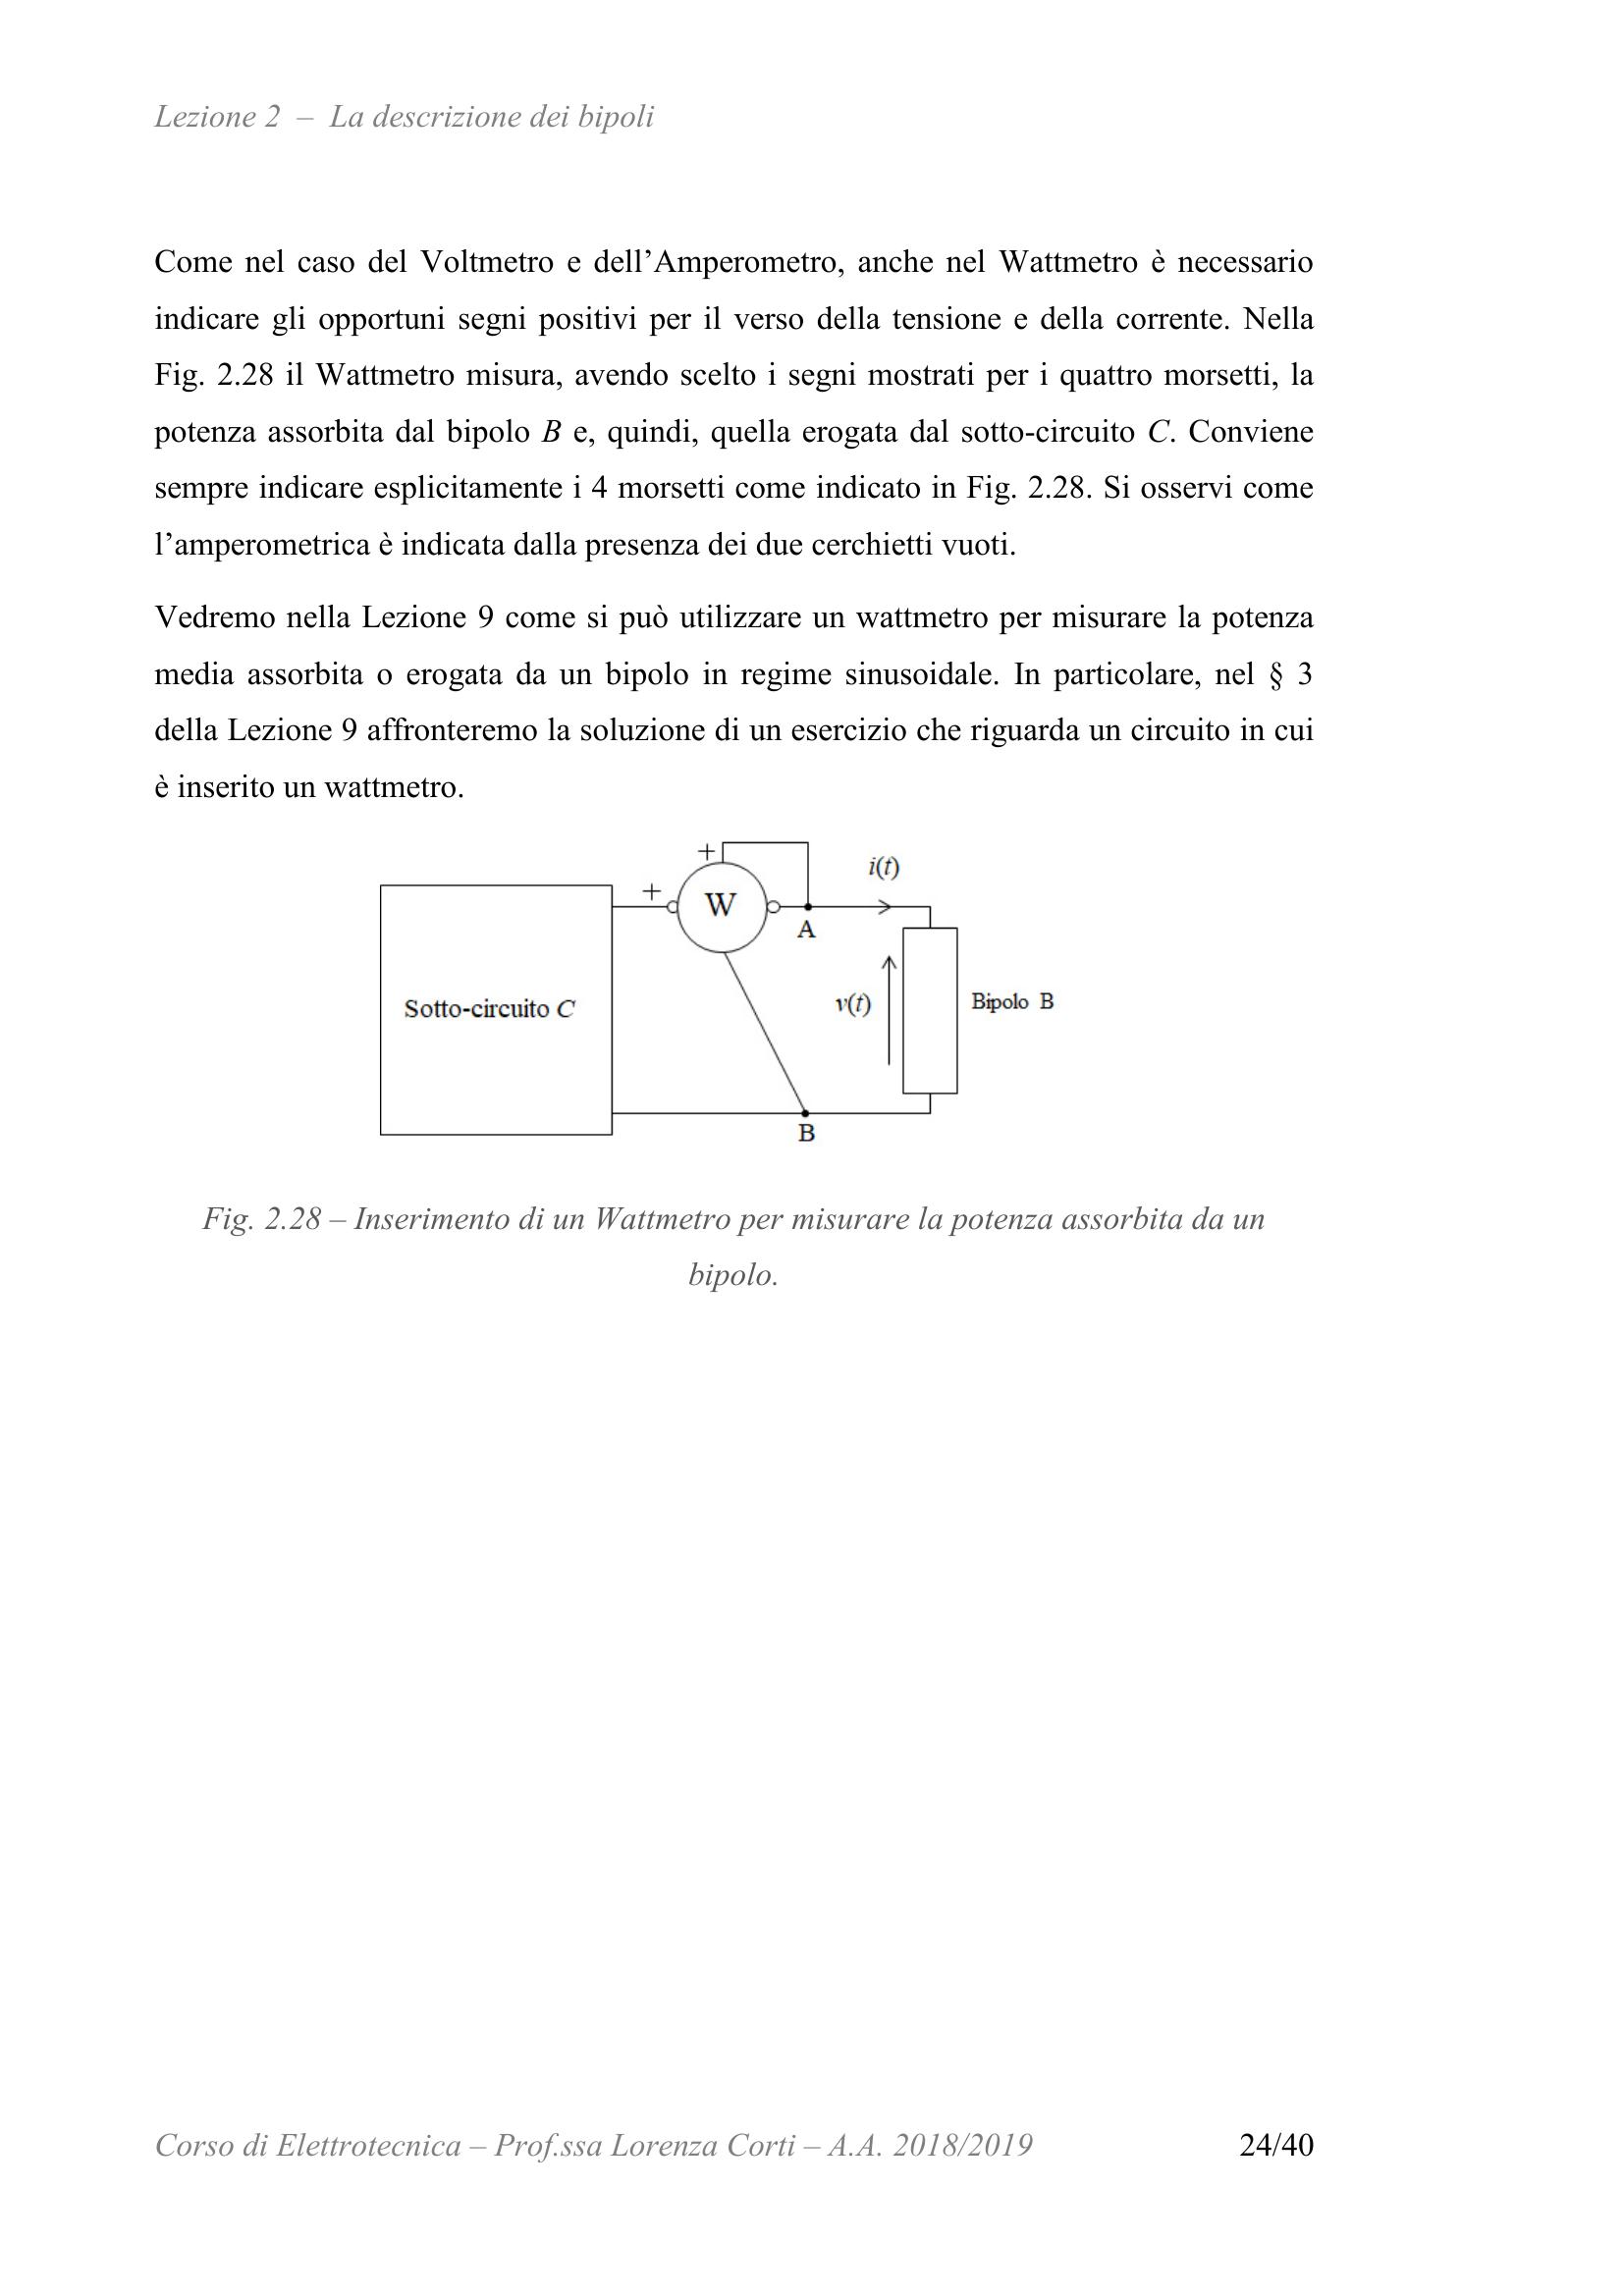 Lezione 2 – La descrizione dei bipoli
Come nel caso del Voltmetro e dell’Amperometro, anche nel Wattmetro è necessario
indicare gli opportuni segni positivi per il verso della tensione e della corrente. Nella
Fig. 2.28 il Wattmetro misura, avendo scelto i segni mostrati per i quattro morsetti, la
potenza assorbita dal bipolo B e, quindi, quella erogata dal sotto-circuito C. Conviene
sempre indicare esplicitamente i 4 morsetti come indicato in Fig. 2.28. Si osservi come
l’amperometrica è indicata dalla presenza dei due cerchietti vuoti.
Vedremo nella Lezione 9 come si può utilizzare un wattmetro per misurare la potenza
media assorbita o erogata da un bipolo in regime sinusoidale. In particolare, nel § 3
della Lezione 9 affronteremo la soluzione di un esercizio che riguarda un circuito in cui
è inserito un wattmetro.
+
i(t)
+
W
A
Sotto-circuito C
v(t)
Bipolo B
B
Fig. 2.28 – Inserimento di un Wattmetro per misurare la potenza assorbita da un
bipolo.
Corso di Elettrotecnica – Prof.ssa Lorenza Corti – A.A. 2018/2019 24/40